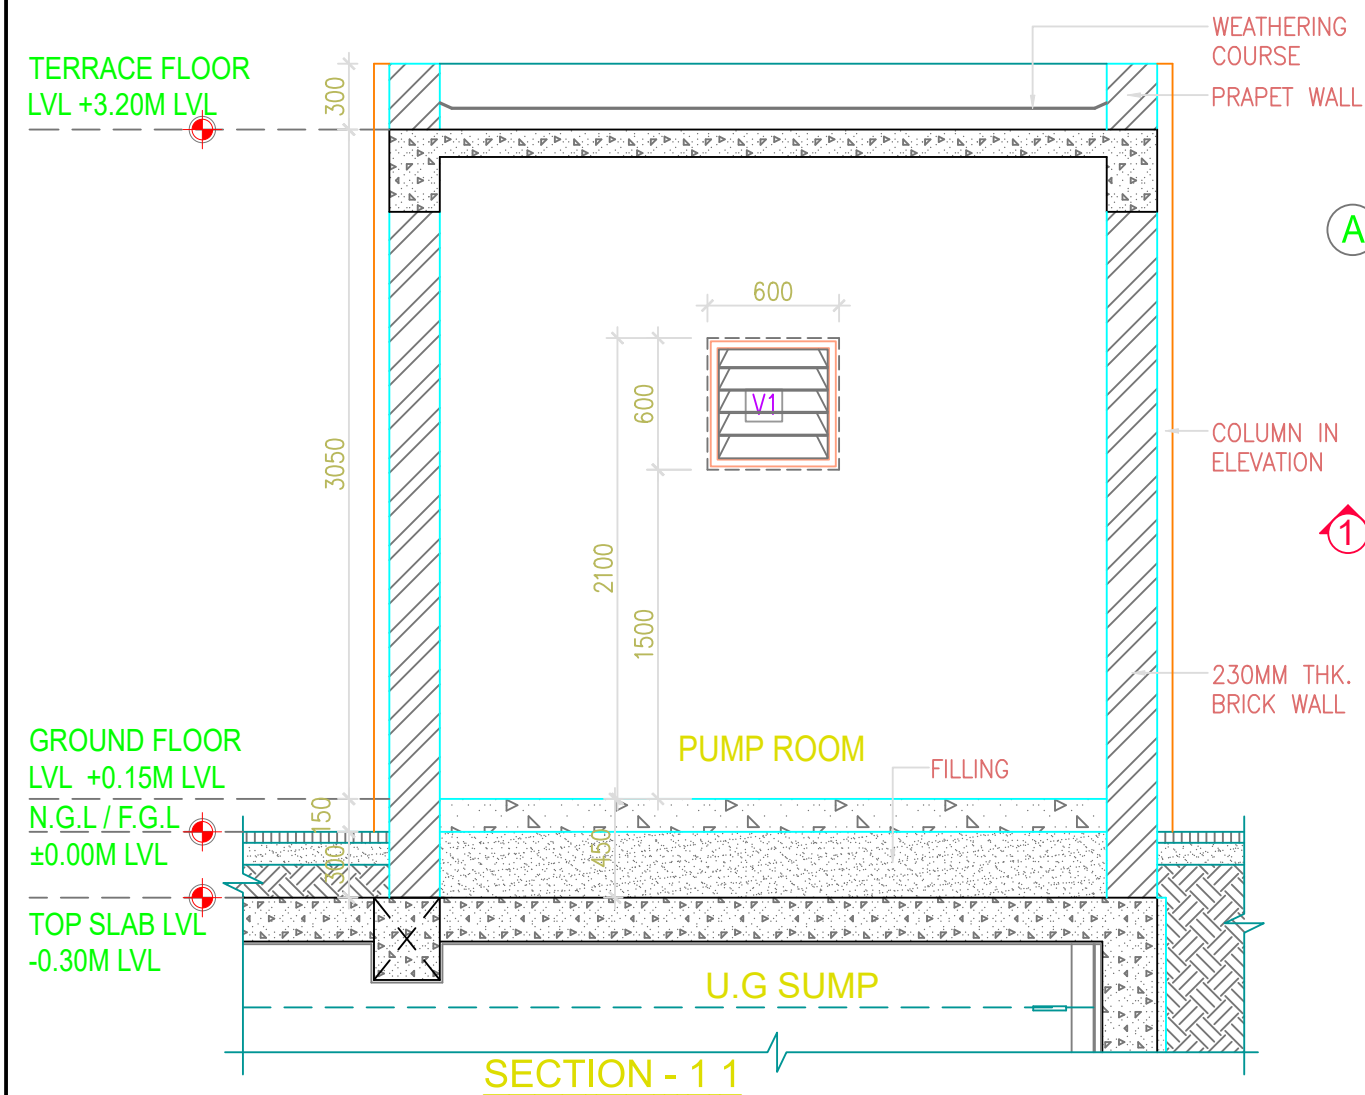 WEATHERING
COURSE
PRAPET WALL
TERRACE FLOOR
LVL +3.20M LVL
300
A
600
V1
600
3050
2100
1500
COLUMN IN
ELEVATION
1
230MM THK.
BRICK WALL
PUMP ROOM
FILLING
GROUND FLOOR
LVL +0.15M LVL
N.G.L / F.G.L
±0.00M LVL
150
300
450
TOP SLAB LVL
-0.30M LVL
U.G SUMP
SECTION - 1 1